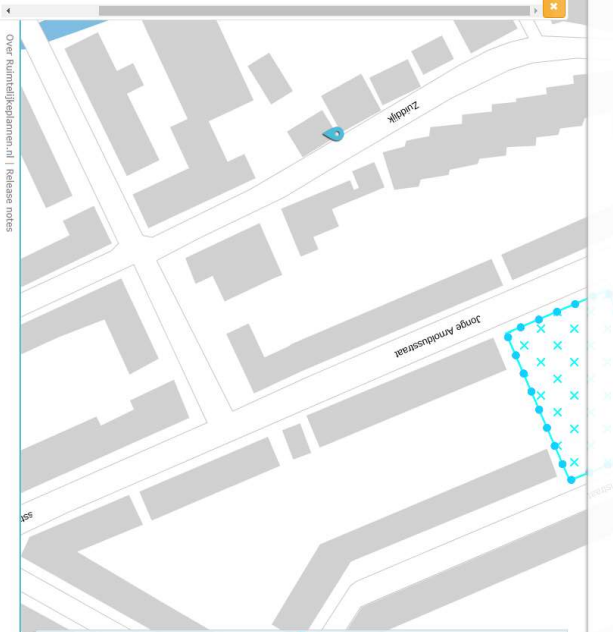 Over Ruimtelijkeplannen.nl | Release notes
Zuiddijk
Jonge Arnoldusstraat